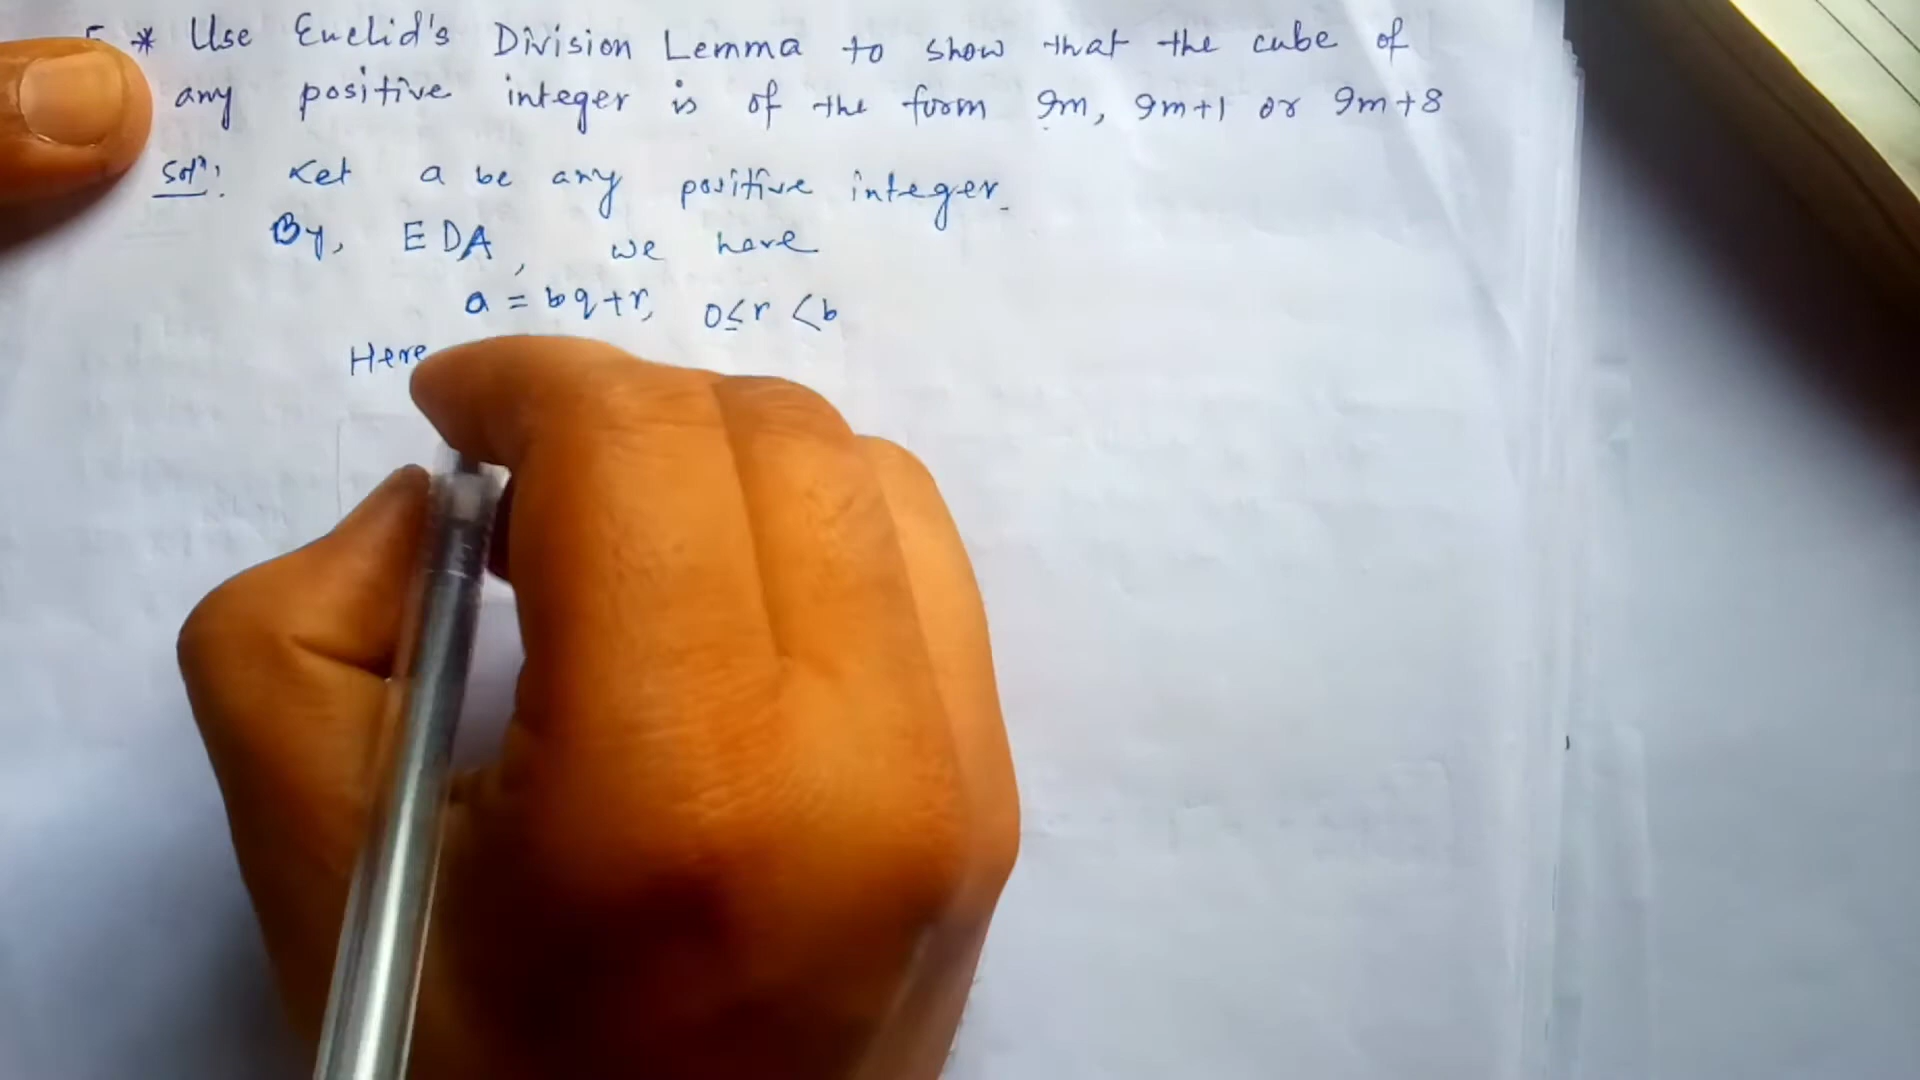 * Use Euclid's Division Lemma to show that the cube of
any positive integer is of the form 9m, 9m+1 or 9m+8
Solⁿ: Let a be any positive integer.
By, EDA, we have
a = bq+r, 0≤r <b
Here